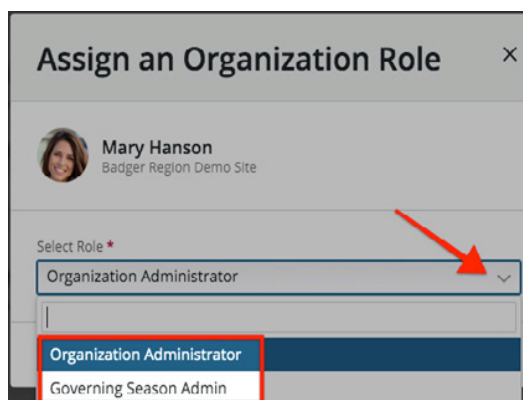 Assign an Organization Role
Mary Hanson
Badger Region Demo Site
Select Role *
Organization Administrator
Organization Administrator
Governing Season Admin